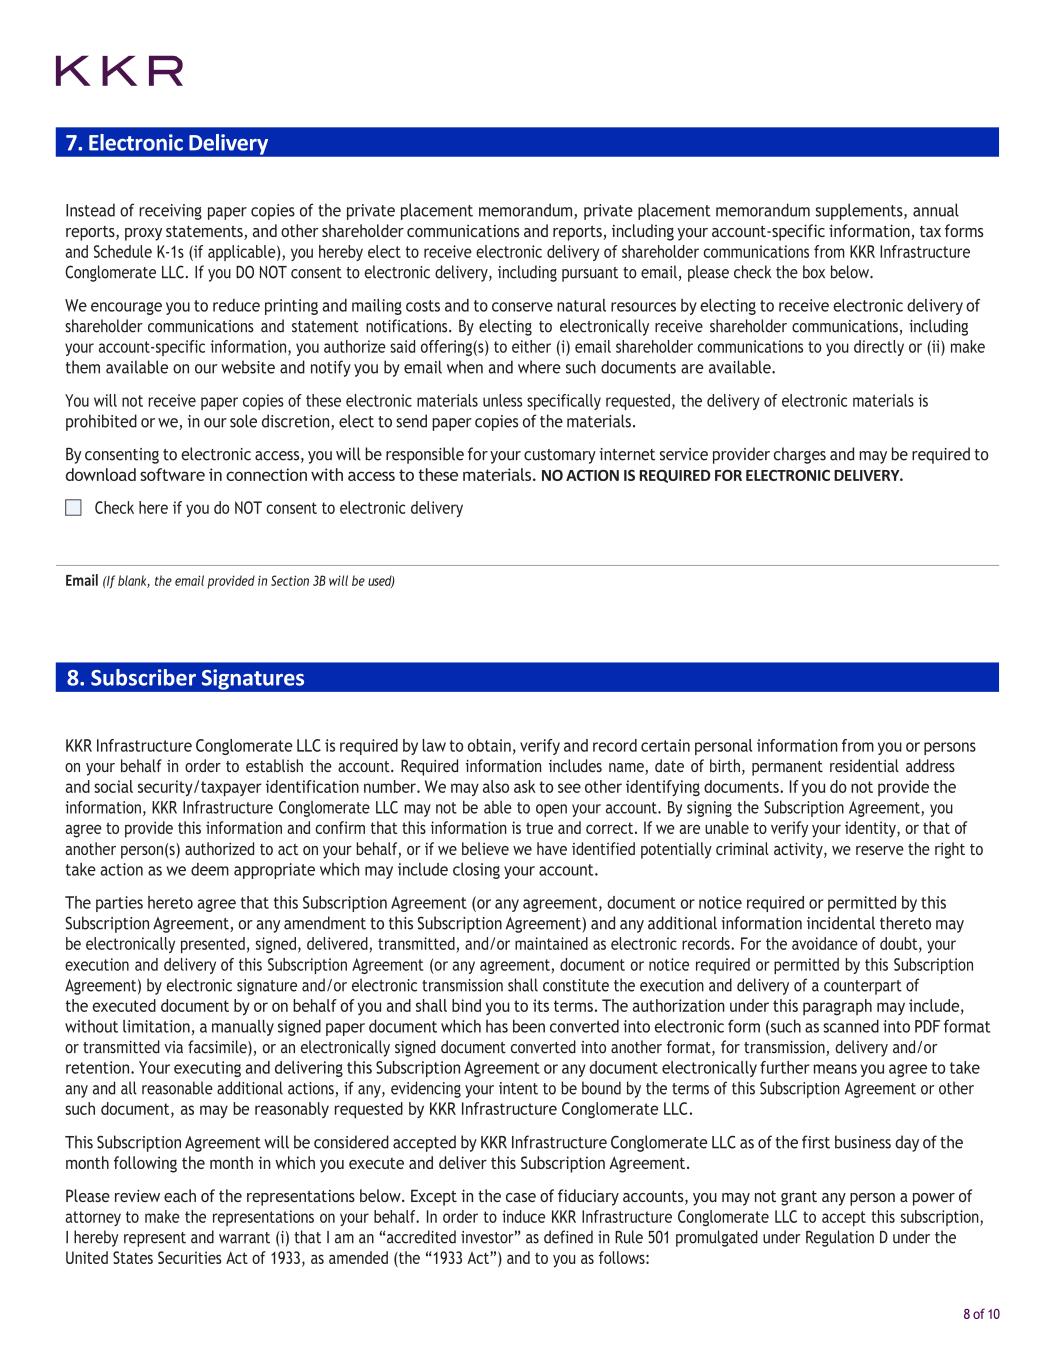 KKR
7. Electronic Delivery
Instead of receiving paper copies of the private placement memorandum, private placement memorandum supplements, annual
reports, proxy statements, and other shareholder communications and reports, including your account-specific information, tax forms
and Schedule K-1s (if applicable), you hereby elect to receive electronic delivery of shareholder communications from KKR Infrastructure
Conglomerate LLC. If you DO NOT consent to electronic delivery, including pursuant to email, please check the box below.
We encourage you to reduce printing and mailing costs and to conserve natural resources by electing to receive electronic delivery of
shareholder communications and statement notifications. By electing to electronically receive shareholder communications, including
your account-specific information, you authorize said offering(s) to either (i) email shareholder communications to you directly or (ii) make
them available on our website and notify you by email when and where such documents are available.
You will not receive paper copies of these electronic materials unless specifically requested, the delivery of electronic materials is
prohibited or we, in our sole discretion, elect to send paper copies of the materials.
By consenting to electronic access, you will be responsible for your customary internet service provider charges and may be required to
download software in connection with access to these materials. NO ACTION IS REQUIRED FOR ELECTRONIC DELIVERY.
Check here if you do NOT consent to electronic delivery
Email (If blank, the email provided in Section 3B will be used)
8. Subscriber Signatures
KKR Infrastructure Conglomerate LLC is required by law to obtain, verify and record certain personal information from you or persons
on your behalf in order to establish the account. Required information includes name, date of birth, permanent residential address
and social security/taxpayer identification number. We may also ask to see other identifying documents. If you do not provide the
information, KKR Infrastructure Conglomerate LLC may not be able to open your account. By signing the Subscription Agreement, you
agree to provide this information and confirm that this information is true and correct. If we are unable to verify your identity, or that of
another person(s) authorized to act on your behalf, or if we believe we have identified potentially criminal activity, we reserve the right to
take action as we deem appropriate which may include closing your account.
The parties hereto agree that this Subscription Agreement (or any agreement, document or notice required or permitted by this
Subscription Agreement, or any amendment to this Subscription Agreement) and any additional information incidental thereto may
be electronically presented, signed, delivered, transmitted, and/or maintained as electronic records. For the avoidance of doubt, your
execution and delivery of this Subscription Agreement (or any agreement, document or notice required or permitted by this Subscription
Agreement) by electronic signature and/or electronic transmission shall constitute the execution and delivery of a counterpart of
the executed document by or on behalf of you and shall bind you to its terms. The authorization under this paragraph may include,
without limitation, a manually signed paper document which has been converted into electronic form (such as scanned into PDF format
or transmitted via facsimile), or an electronically signed document converted into another format, for transmission, delivery and/or
retention. Your executing and delivering this Subscription Agreement or any document electronically further means you agree to take
any and all reasonable additional actions, if any, evidencing your intent to be bound by the terms of this Subscription Agreement or other
such document, as may be reasonably requested by KKR Infrastructure Conglomerate LLC.
This Subscription Agreement will be considered accepted by KKR Infrastructure Conglomerate LLC as of the first business day of the
month following the month in which you execute and deliver this Subscription Agreement.
Please review each of the representations below. Except in the case of fiduciary accounts, you may not grant any person a power of
attorney to make the representations on your behalf. In order to induce KKR Infrastructure Conglomerate LLC to accept this subscription,
I hereby represent and warrant (i) that I am an “accredited investor” as defined in Rule 501 promulgated under Regulation D under the
United States Securities Act of 1933, as amended (the “1933 Act”) and to you as follows:
8 of 10